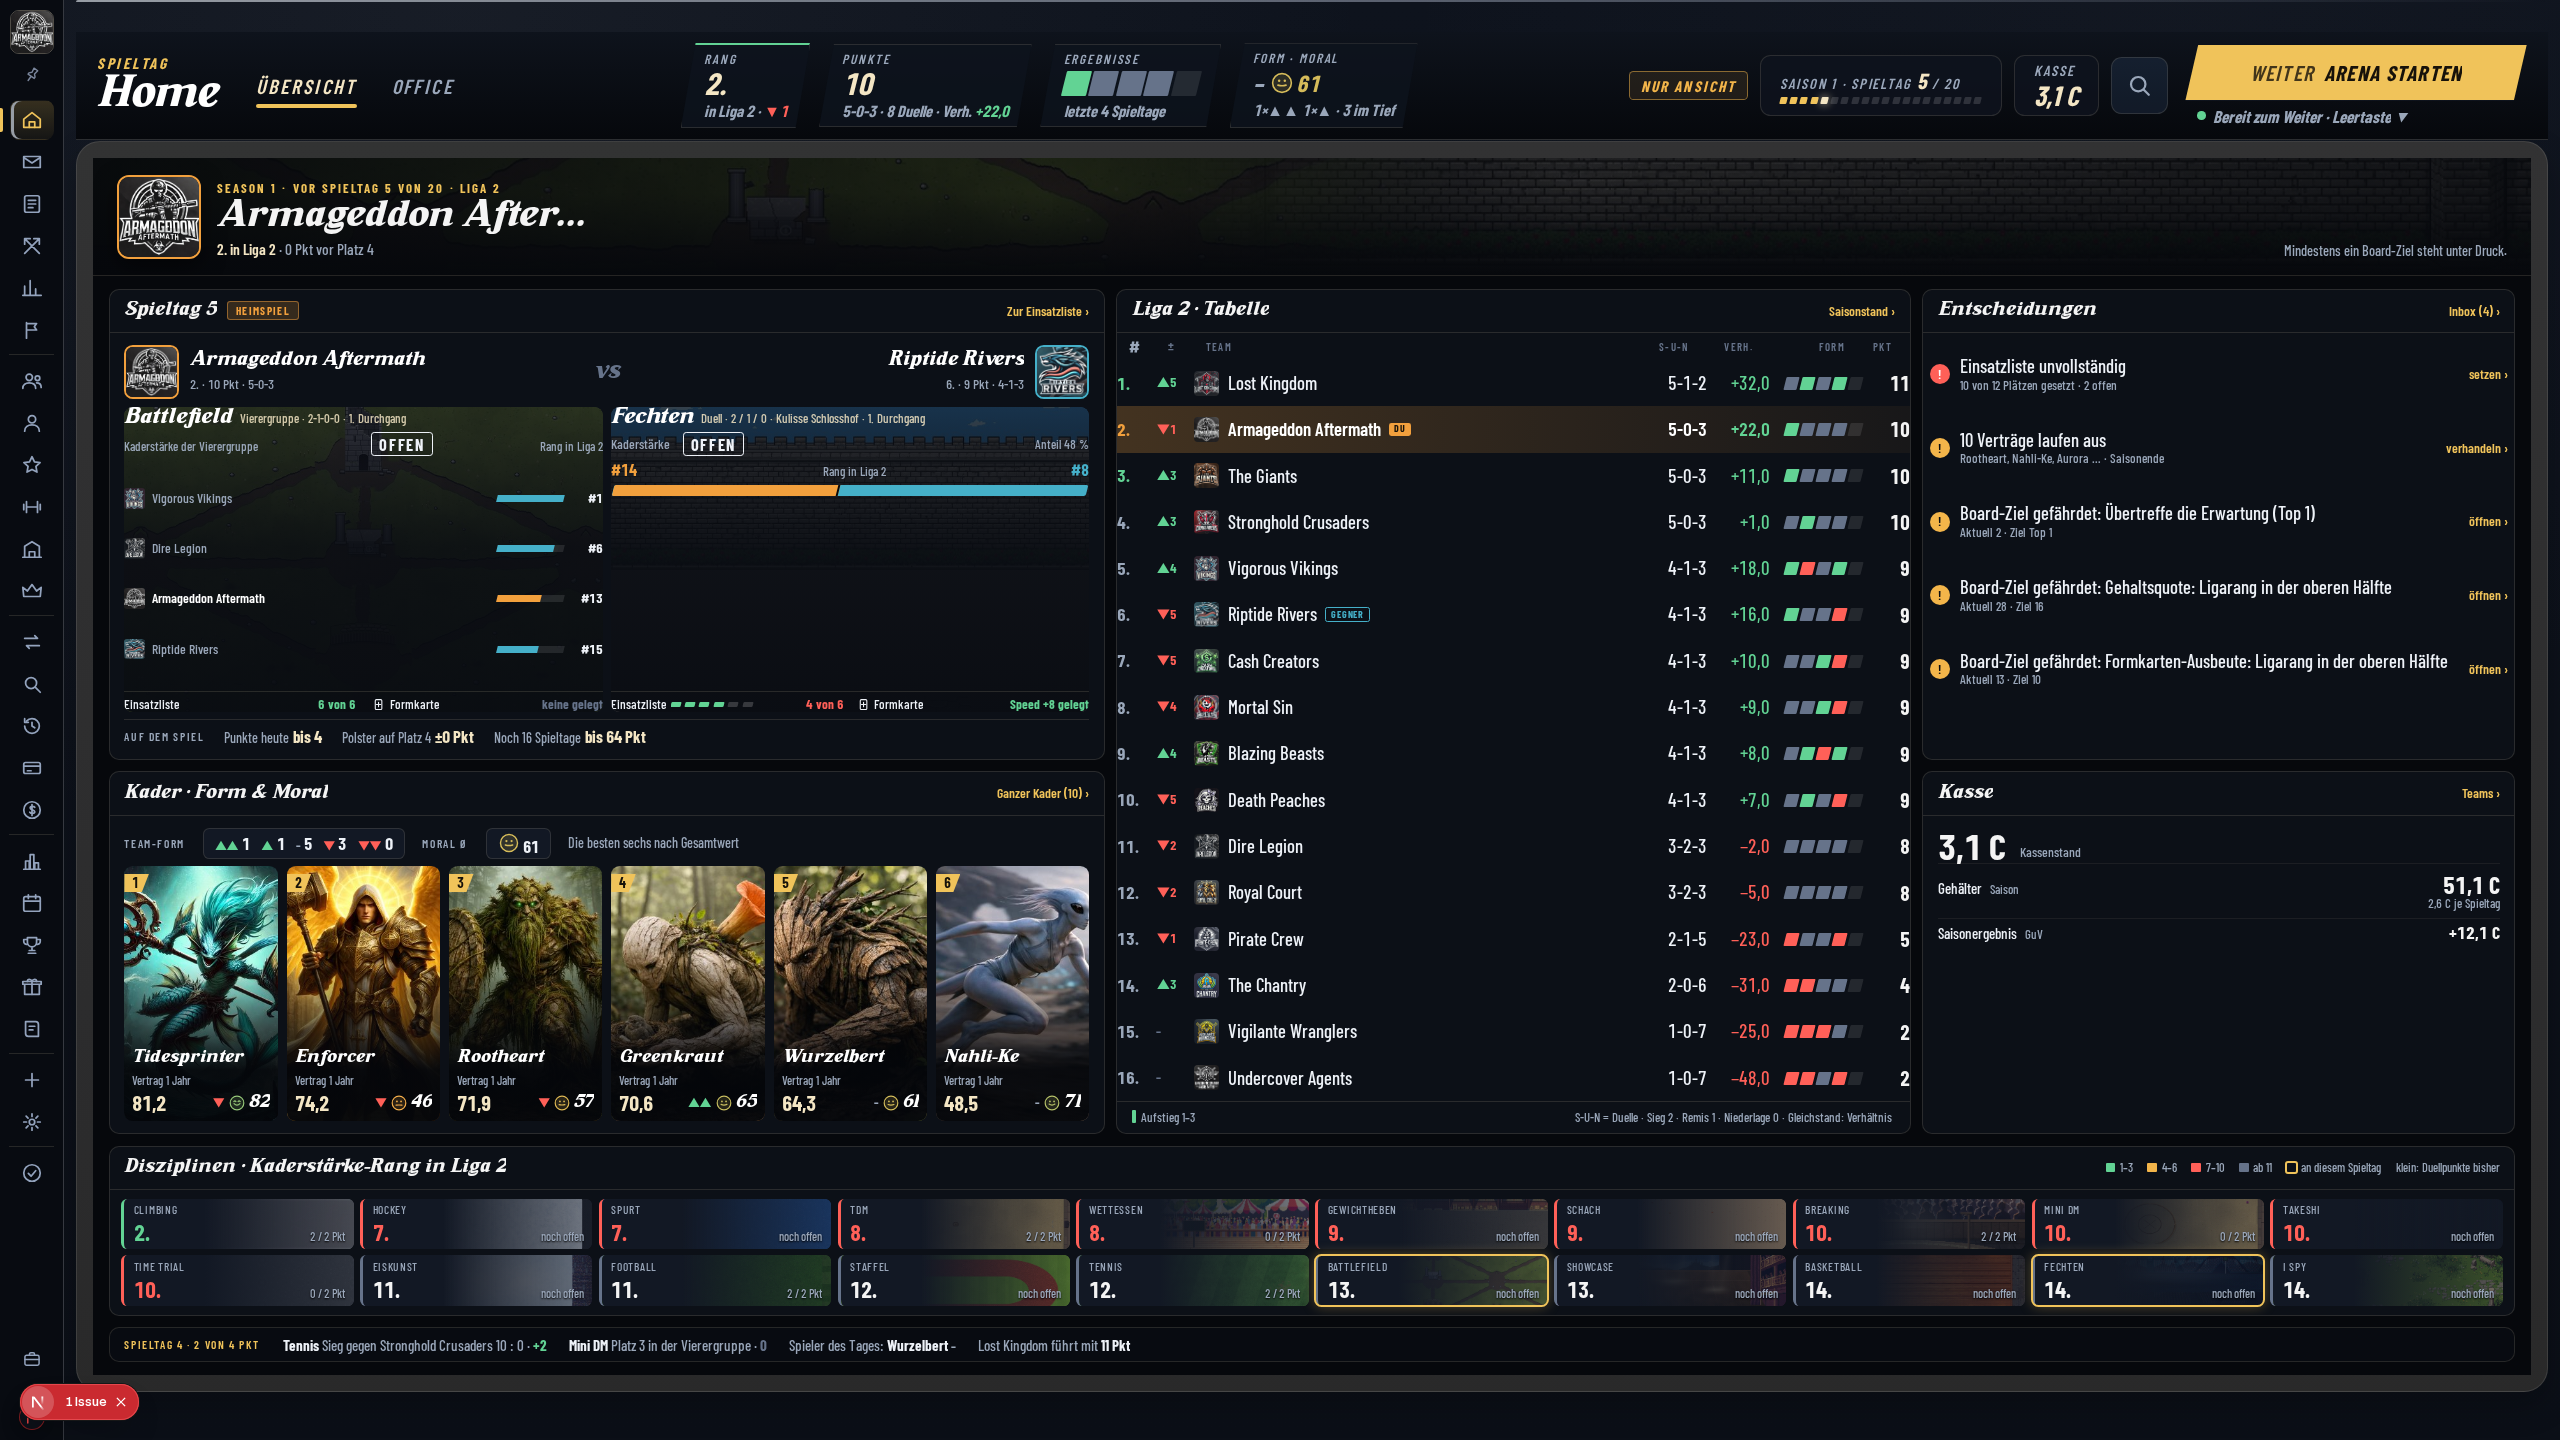 SPIELTAG
Home
ÜBERSICHT
OFFICE
RANG
2.
in Liga 2 · ▼ 1
PUNKTE
10
5-0-3 · 8 Duelle · Verh. +22,0
ERGEBNISSE
letzte 4 Spieltage
FORM · MORAL
– 61
1×▲▲ 1×▲ · 3 im Tief
NUR ANSICHT
SAISON 1 · SPIELTAG 5 / 20
KASSE
3,1 C
WEITER ARENA STARTEN
Bereit zum Weiter · Leertaste ▼
SEASON 1 · VOR SPIELTAG 5 VON 20 · LIGA 2
Armageddon After...
2. in Liga 2 · 0 Pkt vor Platz 4
Mindestens ein Board-Ziel steht unter Druck.
Spieltag 5 HEIMSPIEL
Zur Einsatzliste ›
Armageddon Aftermath
2. · 10 Pkt · 5-0-3
vs
Riptide Rivers
6. · 9 Pkt · 4-1-3
Battlefield Vierergruppe · 2-1-0-0 · 1. Durchgang
Kaderstärke der Vierergruppe OFFEN Rang in Liga 2
Vigorous Vikings #1
Dire Legion #6
Armageddon Aftermath #13
Riptide Rivers #15
Einsatzliste 6 von 6 Formkarte keine gelegt
Fechten Duell · 2 / 1 / 0 · Kulisse Schlosshof · 1. Durchgang
Kaderstärke OFFEN Anteil 48 %
#14 Rang in Liga 2 #8
Einsatzliste 4 von 6 Formkarte Speed +8 gelegt
AUF DEM SPIEL Punkte heute bis 4 Polster auf Platz 4 ±0 Pkt Noch 16 Spieltage bis 64 Pkt
Kader · Form & Moral
Ganzer Kader (10) ›
TEAM-FORM ▲▲ 1 ▲ 1 - 5 ▼ 3 ▼▼ 0 MORAL Ø 61 Die besten sechs nach Gesamtwert
1
Tidesprinter
Vertrag 1 Jahr
81,2 ▼ 82
2
Enforcer
Vertrag 1 Jahr
74,2 ▼ 46
3
Rootheart
Vertrag 1 Jahr
71,9 ▼ 57
4
Greenkraut
Vertrag 1 Jahr
70,6 ▲▲ 65
5
Wurzelbert
Vertrag 1 Jahr
64,3 - 61
6
Nahli-Ke
Vertrag 1 Jahr
48,5 - 71
Liga 2 · Tabelle
Saisonstand ›
# ± TEAM S-U-N VERH. FORM PKT
1. ▲5 Lost Kingdom 5-1-2 +32,0 11
2. ▼1 Armageddon Aftermath DU 5-0-3 +22,0 10
3. ▲3 The Giants 5-0-3 +11,0 10
4. ▲3 Stronghold Crusaders 5-0-3 +1,0 10
5. ▲4 Vigorous Vikings 4-1-3 +18,0 9
6. ▼5 Riptide Rivers GEGNER 4-1-3 +16,0 9
7. ▼5 Cash Creators 4-1-3 +10,0 9
8. ▼4 Mortal Sin 4-1-3 +9,0 9
9. ▲4 Blazing Beasts 4-1-3 +8,0 9
10. ▼5 Death Peaches 4-1-3 +7,0 9
11. ▼2 Dire Legion 3-2-3 –2,0 8
12. ▼2 Royal Court 3-2-3 –5,0 8
13. ▼1 Pirate Crew 2-1-5 –23,0 5
14. ▲3 The Chantry 2-0-6 –31,0 4
15. - Vigilante Wranglers 1-0-7 –25,0 2
16. - Undercover Agents 1-0-7 –48,0 2
Aufstieg 1–3
S-U-N = Duelle · Sieg 2 · Remis 1 · Niederlage 0 · Gleichstand: Verhältnis
Entscheidungen
Inbox (4) ›
Einsatzliste unvollständig
10 von 12 Plätzen gesetzt · 2 offen
setzen ›
10 Verträge laufen aus
Rootheart, Nahli-Ke, Aurora ... · Saisonende
verhandeln ›
Board-Ziel gefährdet: Übertreffe die Erwartung (Top 1)
Aktuell 2 · Ziel Top 1
öffnen ›
Board-Ziel gefährdet: Gehaltsquote: Ligarang in der oberen Hälfte
Aktuell 28 · Ziel 16
öffnen ›
Board-Ziel gefährdet: Formkarten-Ausbeute: Ligarang in der oberen Hälfte
Aktuell 13 · Ziel 10
öffnen ›
Kasse
Teams ›
3,1 C Kassenstand
Gehälter Saison 51,1 C
2,6 C je Spieltag
Saisonergebnis GuV +12,1 C
Disziplinen · Kaderstärke-Rang in Liga 2
1–3 4–6 7–10 ab 11 an diesem Spieltag klein: Duellpunkte bisher
CLIMBING
2. 2 / 2 Pkt
HOCKEY
7. noch offen
SPURT
7. noch offen
TDM
8. 2 / 2 Pkt
WETTESSEN
8. 0 / 2 Pkt
GEWICHTHEBEN
9. noch offen
SCHACH
9. noch offen
BREAKING
10. 2 / 2 Pkt
MINI DM
10. 0 / 2 Pkt
TAKESHI
10. noch offen
TIME TRIAL
10. 0 / 2 Pkt
EISKUNST
11. noch offen
FOOTBALL
11. 2 / 2 Pkt
STAFFEL
12. noch offen
TENNIS
12. 2 / 2 Pkt
BATTLEFIELD
13. noch offen
SHOWCASE
13. noch offen
BASKETBALL
14. noch offen
FECHTEN
14. noch offen
I SPY
14. noch offen
SPIELTAG 4 · 2 VON 4 PKT Tennis Sieg gegen Stronghold Crusaders 10 : 0 · +2 Mini DM Platz 3 in der Vierergruppe · 0 Spieler des Tages: Wurzelbert – Lost Kingdom führt mit 11 Pkt
N 1 Issue